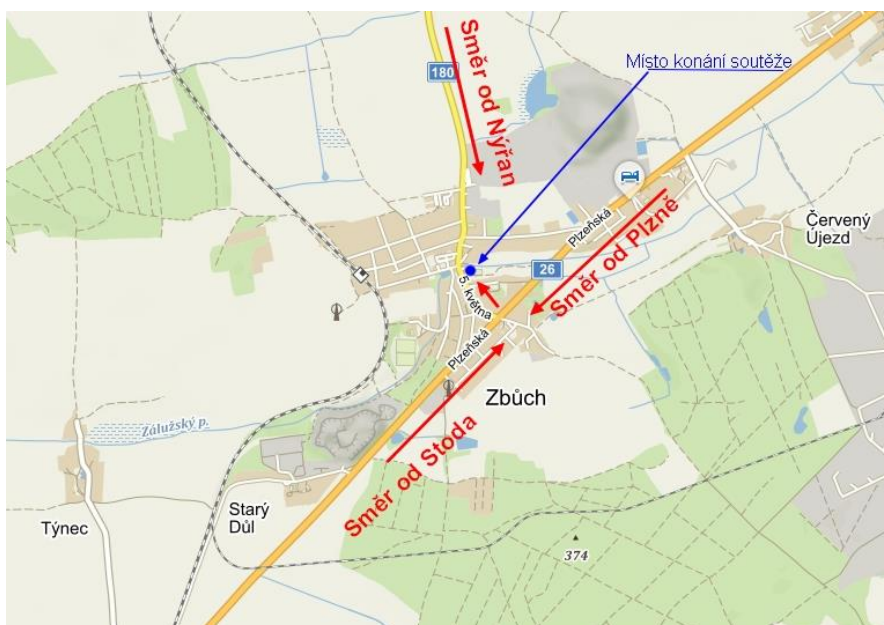 Směr od Nýřan
Místo konání soutěže
180
Plzeňská
Směr od Plzně
Červený
Újezd
26
5. května
Plzeňská
Zbůch
Zálužský p.
Směr od Stoda
Starý
Důl
Týnec
374